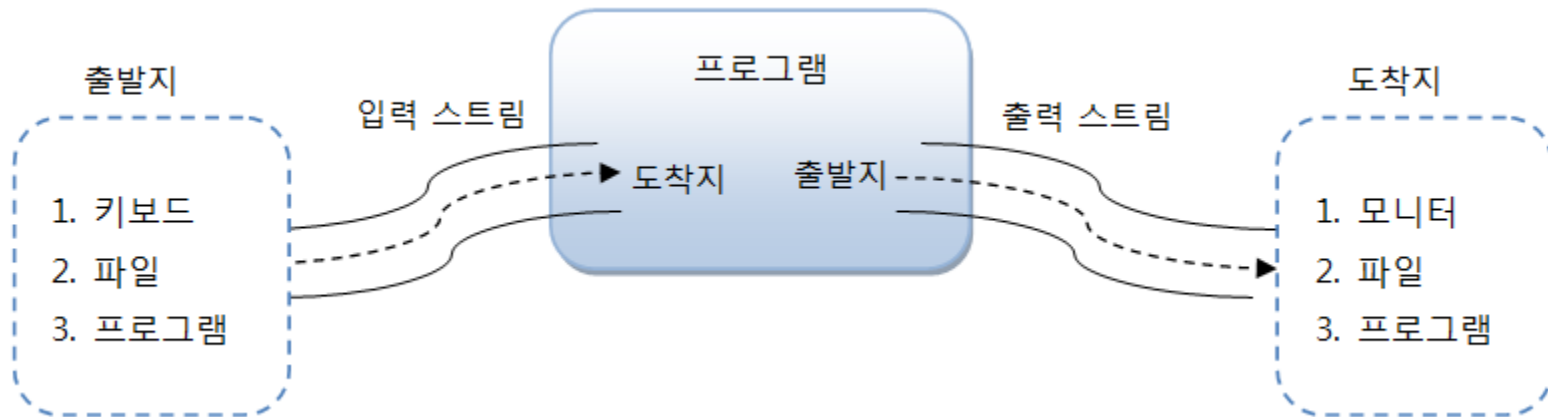 출발지
1. 키보드
2. 파일
3. 프로그램
입력 스트림
프로그램
도착지
출발지
출력 스트림
도착지
1. 모니터
2. 파일
3. 프로그램